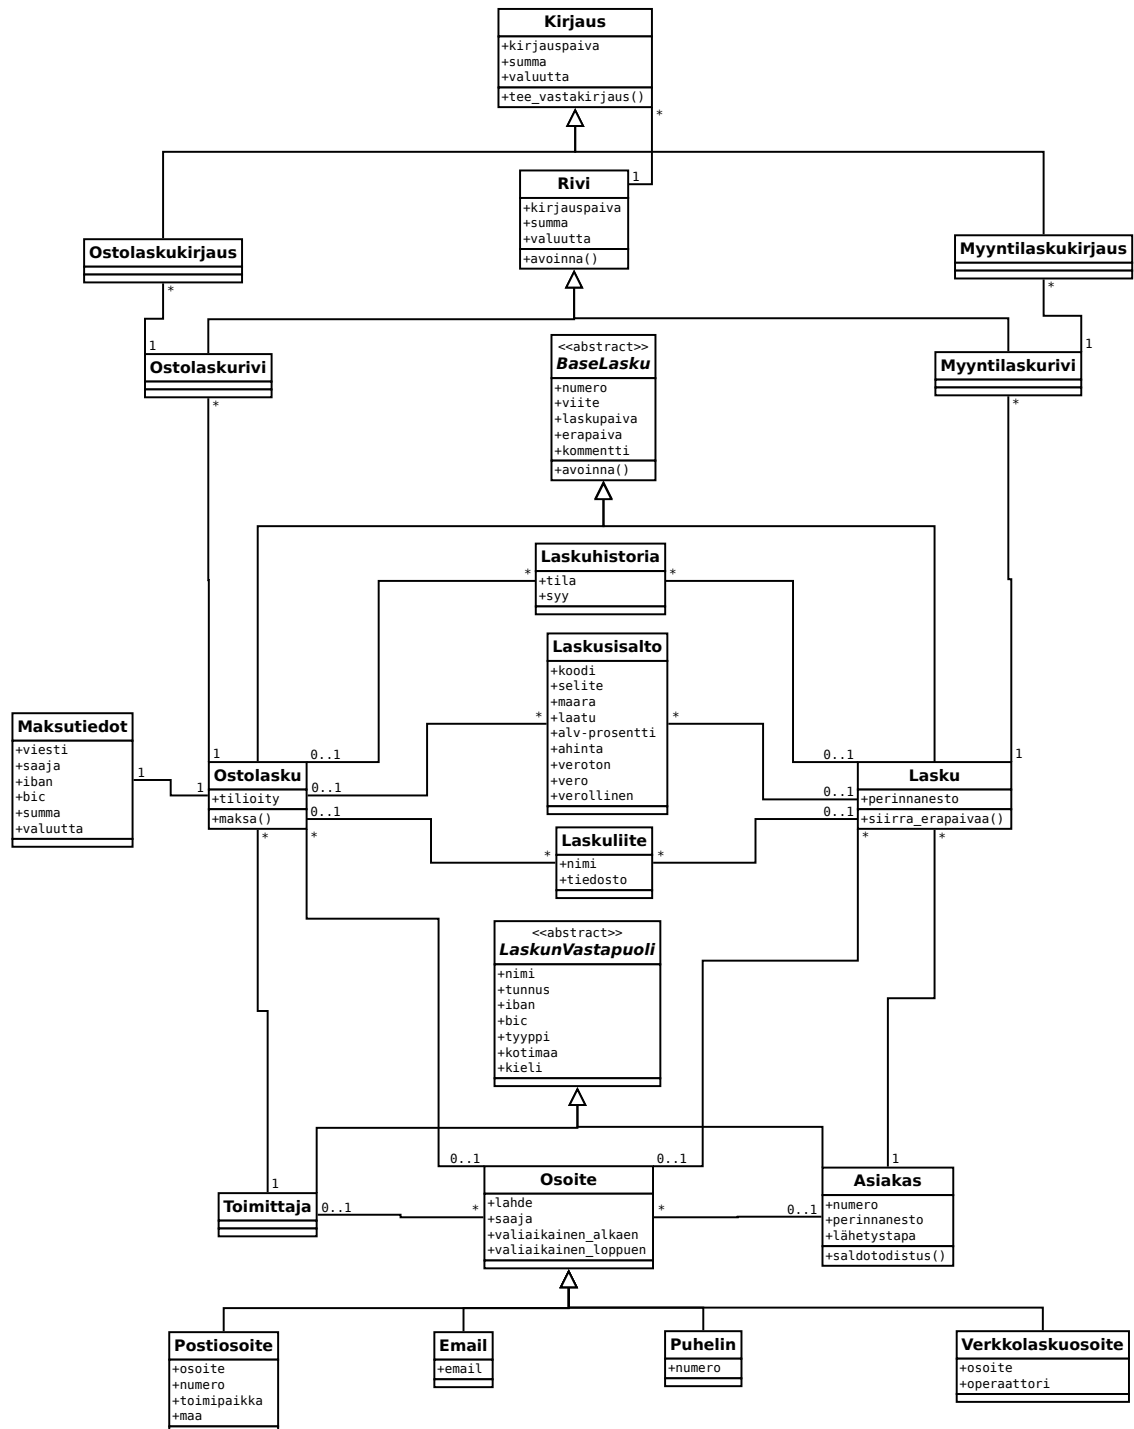 Kirjaus
+kirjauspaiva
+summa
+valuutta
+tee_vastakirjaus()
*
1
Rivi
+kirjauspaiva
+summa
+valuutta
+avoinna()
Ostolaskukirjaus
*
Myyntilaskukirjaus
*
1
Ostolaskurivi
*
1
Myyntilaskurivi
*
<<abstract>>
BaseLasku
+numero
+viite
+laskupaiva
+erapaiva
+kommentti
+avoinna()
Laskuhistoria
+tila
+syy
*
*
Laskusisalto
+koodi
+selite
+maara
+laatu
+alv-prosentti
+ahinta
+veroton
+vero
+verollinen
*
*
Maksutiedot
+viesti
+saaja
+iban
+bic
+summa
+valuutta
1
1
1
0..1
Ostolasku
+tilioity
+maksa()
0..1
0..1
*
*
0..1
1
Lasku
+perinnanesto
+siirra_erapaivaa()
0..1
0..1
*
*
Laskuliite
+nimi
+tiedosto
*
*
<<abstract>>
LaskunVastapuoli
+nimi
+tunnus
+iban
+bic
+tyyppi
+kotimaa
+kieli
1
Toimittaja
0..1
0..1
0..1
Osoite
+lahde
+saaja
+valiaikainen_alkaen
+valiaikainen_loppuen
*
*
1
Asiakas
+numero
+perinnanesto
+lähetystapa
+saldotodistus()
0..1
Postiosoite
+osoite
+numero
+toimipaikka
+maa
Email
+email
Puhelin
+numero
Verkkolaskuosoite
+osoite
+operaattori